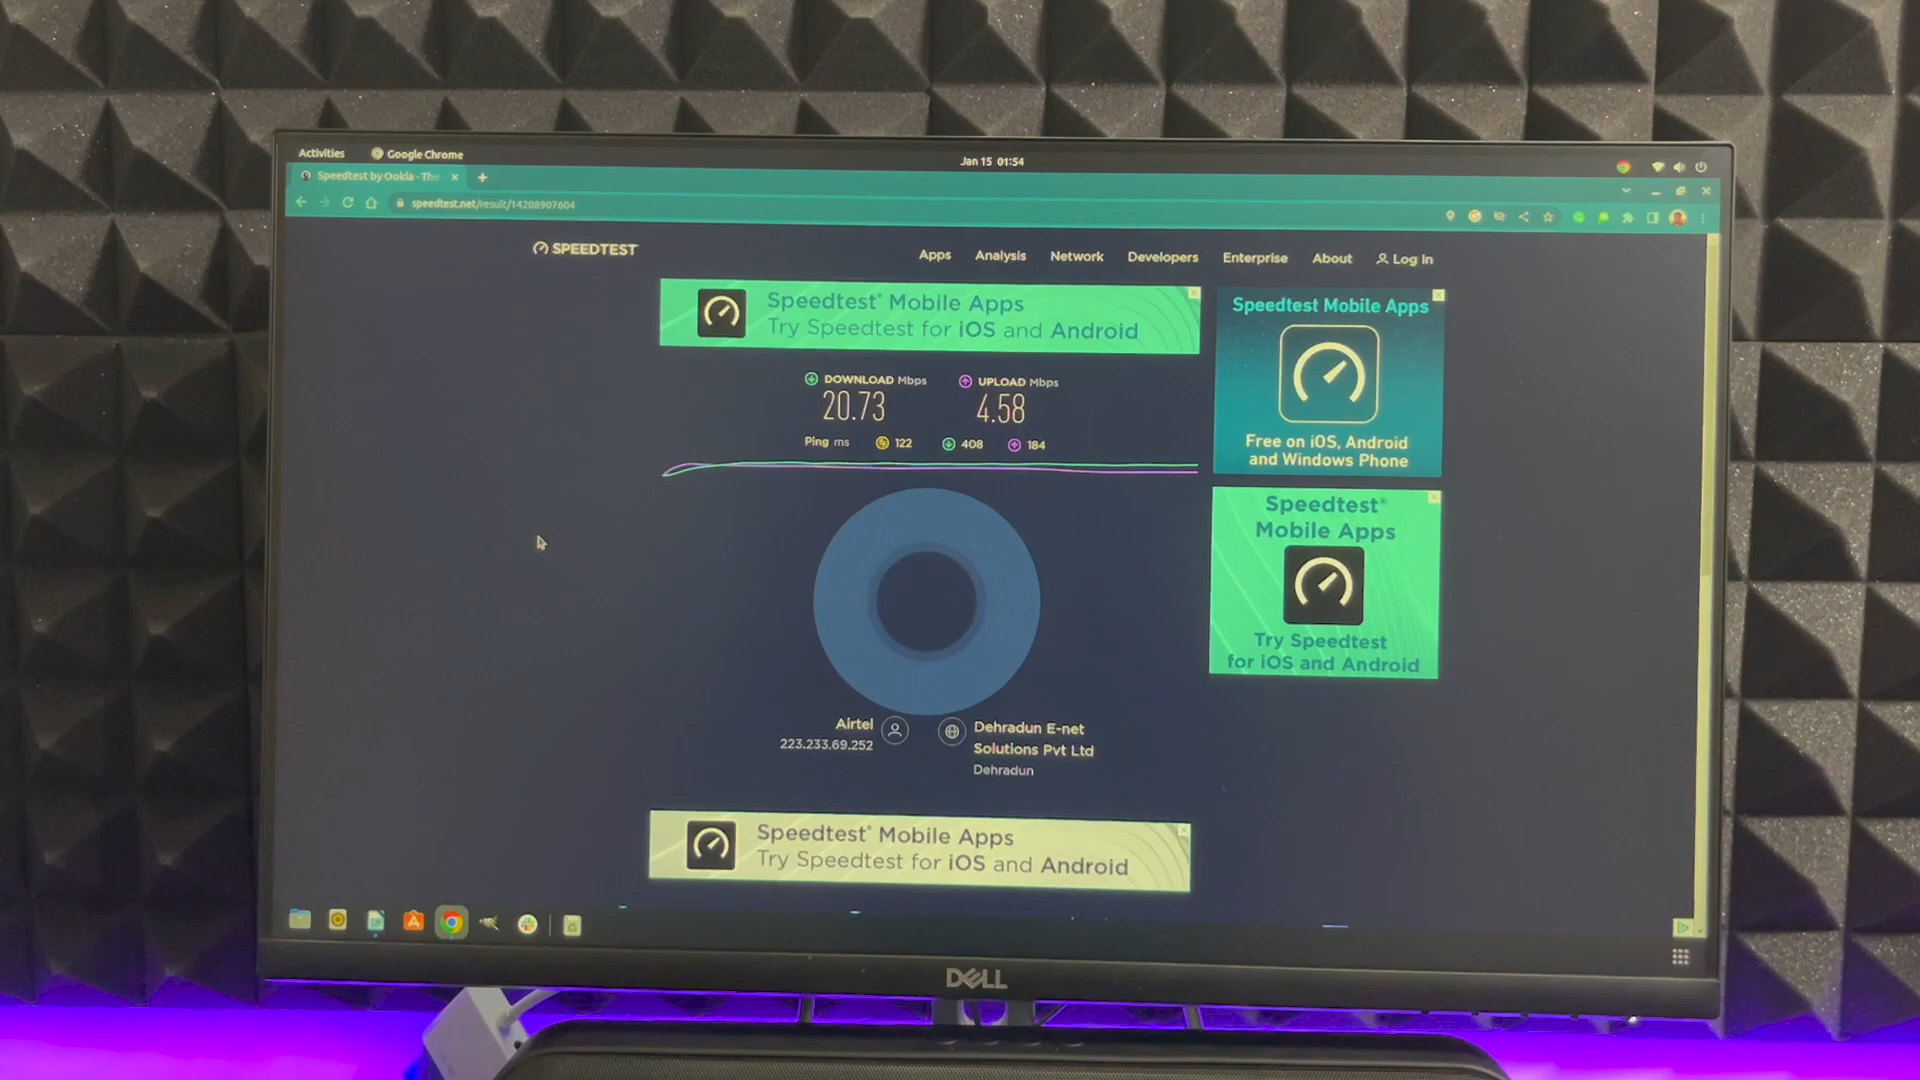 Activities
Google Chrome
Jan 15 01:54
Speedtest by Ookla - The
speedtest.net/result/14208907604
SPEEDTEST
Apps
Analysis
Network
Developers
Enterprise
About
Log In
Speedtest® Mobile Apps
Try Speedtest for iOS and Android
Speedtest Mobile Apps
Free on iOS, Android
and Windows Phone
DOWNLOAD Mbps
20.73
UPLOAD Mbps
4.58
Ping ms
122
408
184
Speedtest®
Mobile Apps
Try Speedtest
for iOS and Android
Airtel
223.233.69.252
Dehradun E-net
Solutions Pvt Ltd
Dehradun
Speedtest® Mobile Apps
Try Speedtest for iOS and Android
DELL